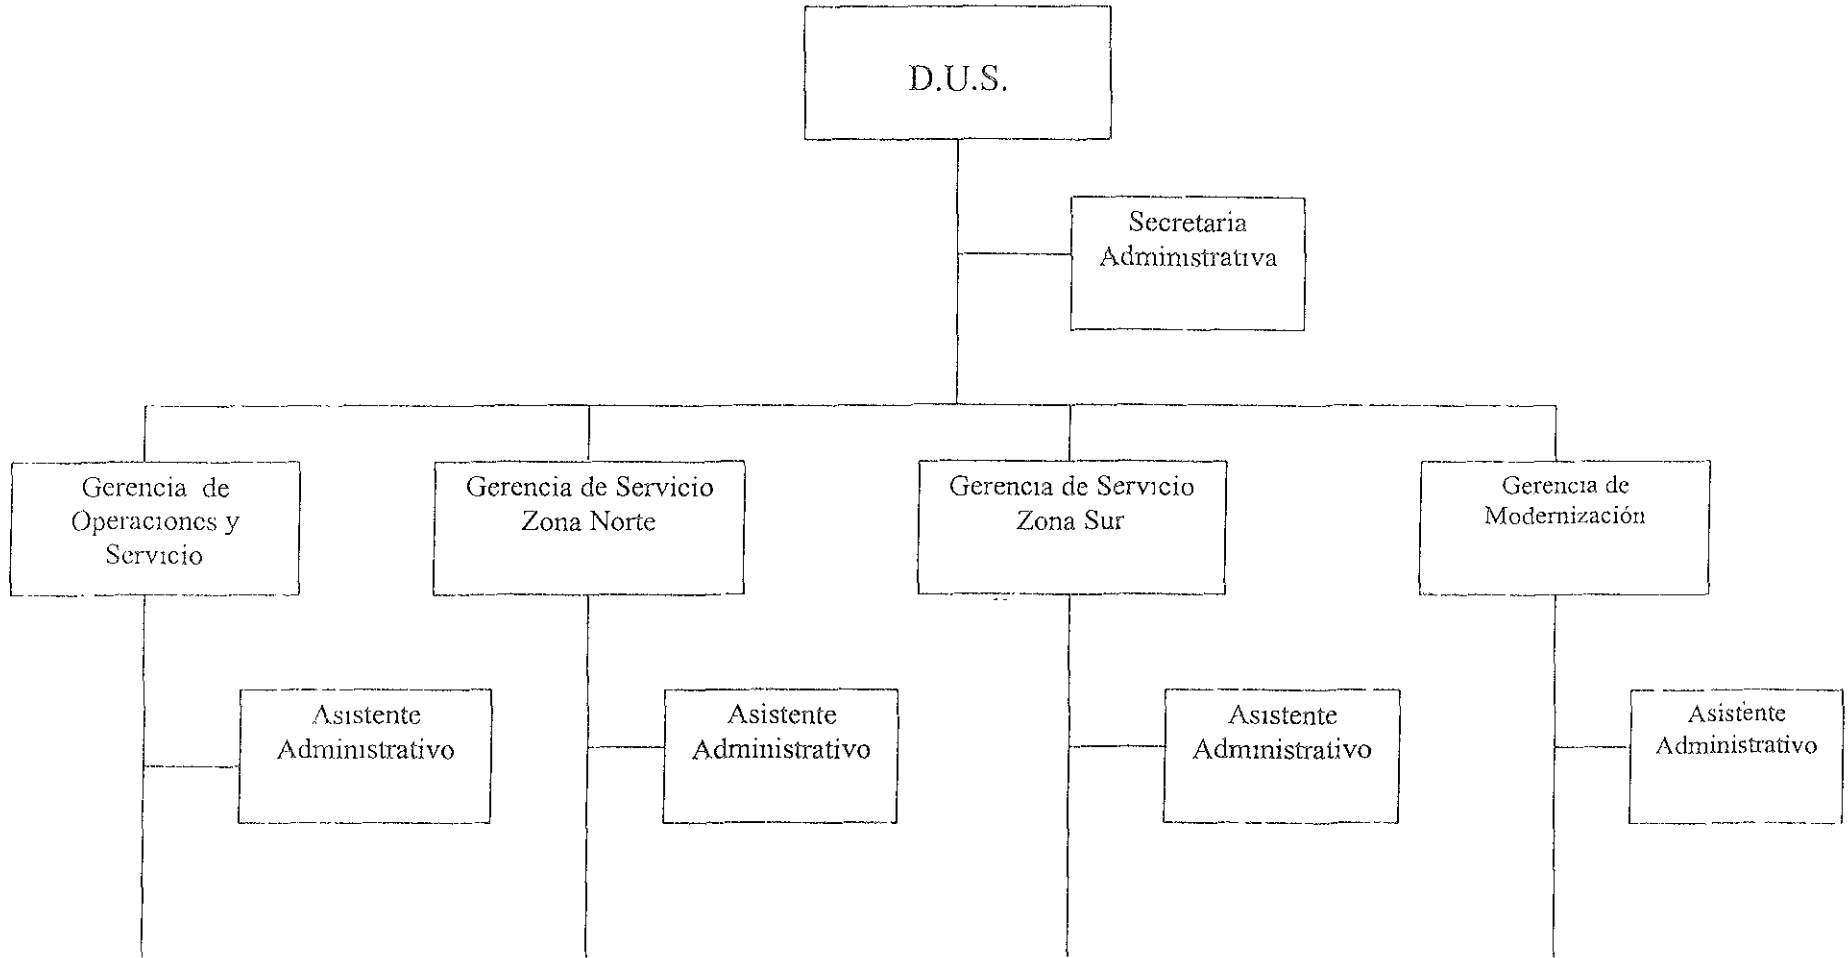 D.U.S.
Secretaria
Administrativa
Gerencia de
Operaciones y
Servicio
Gerencia de Servicio
Zona Norte
Gerencia de Servicio
Zona Sur
Gerencia de
Modernización
Asistente
Administrativo
Asistente
Administrativo
Asistente
Administrativo
Asistente
Administrativo